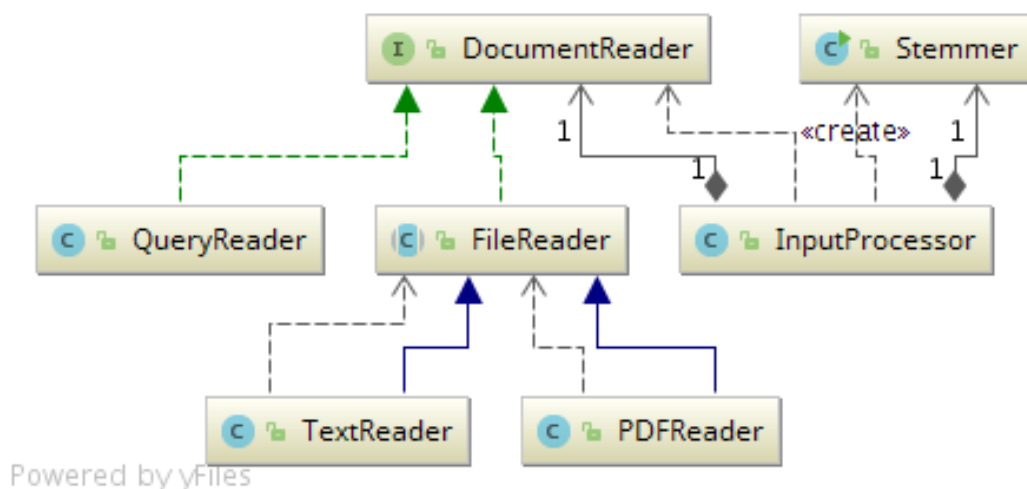 I DocumentReader
C Stemmer
1
«create»
1
1
1
C QueryReader
C FileReader
C InputProcessor
C TextReader
C PDFReader
Powered by yFiles